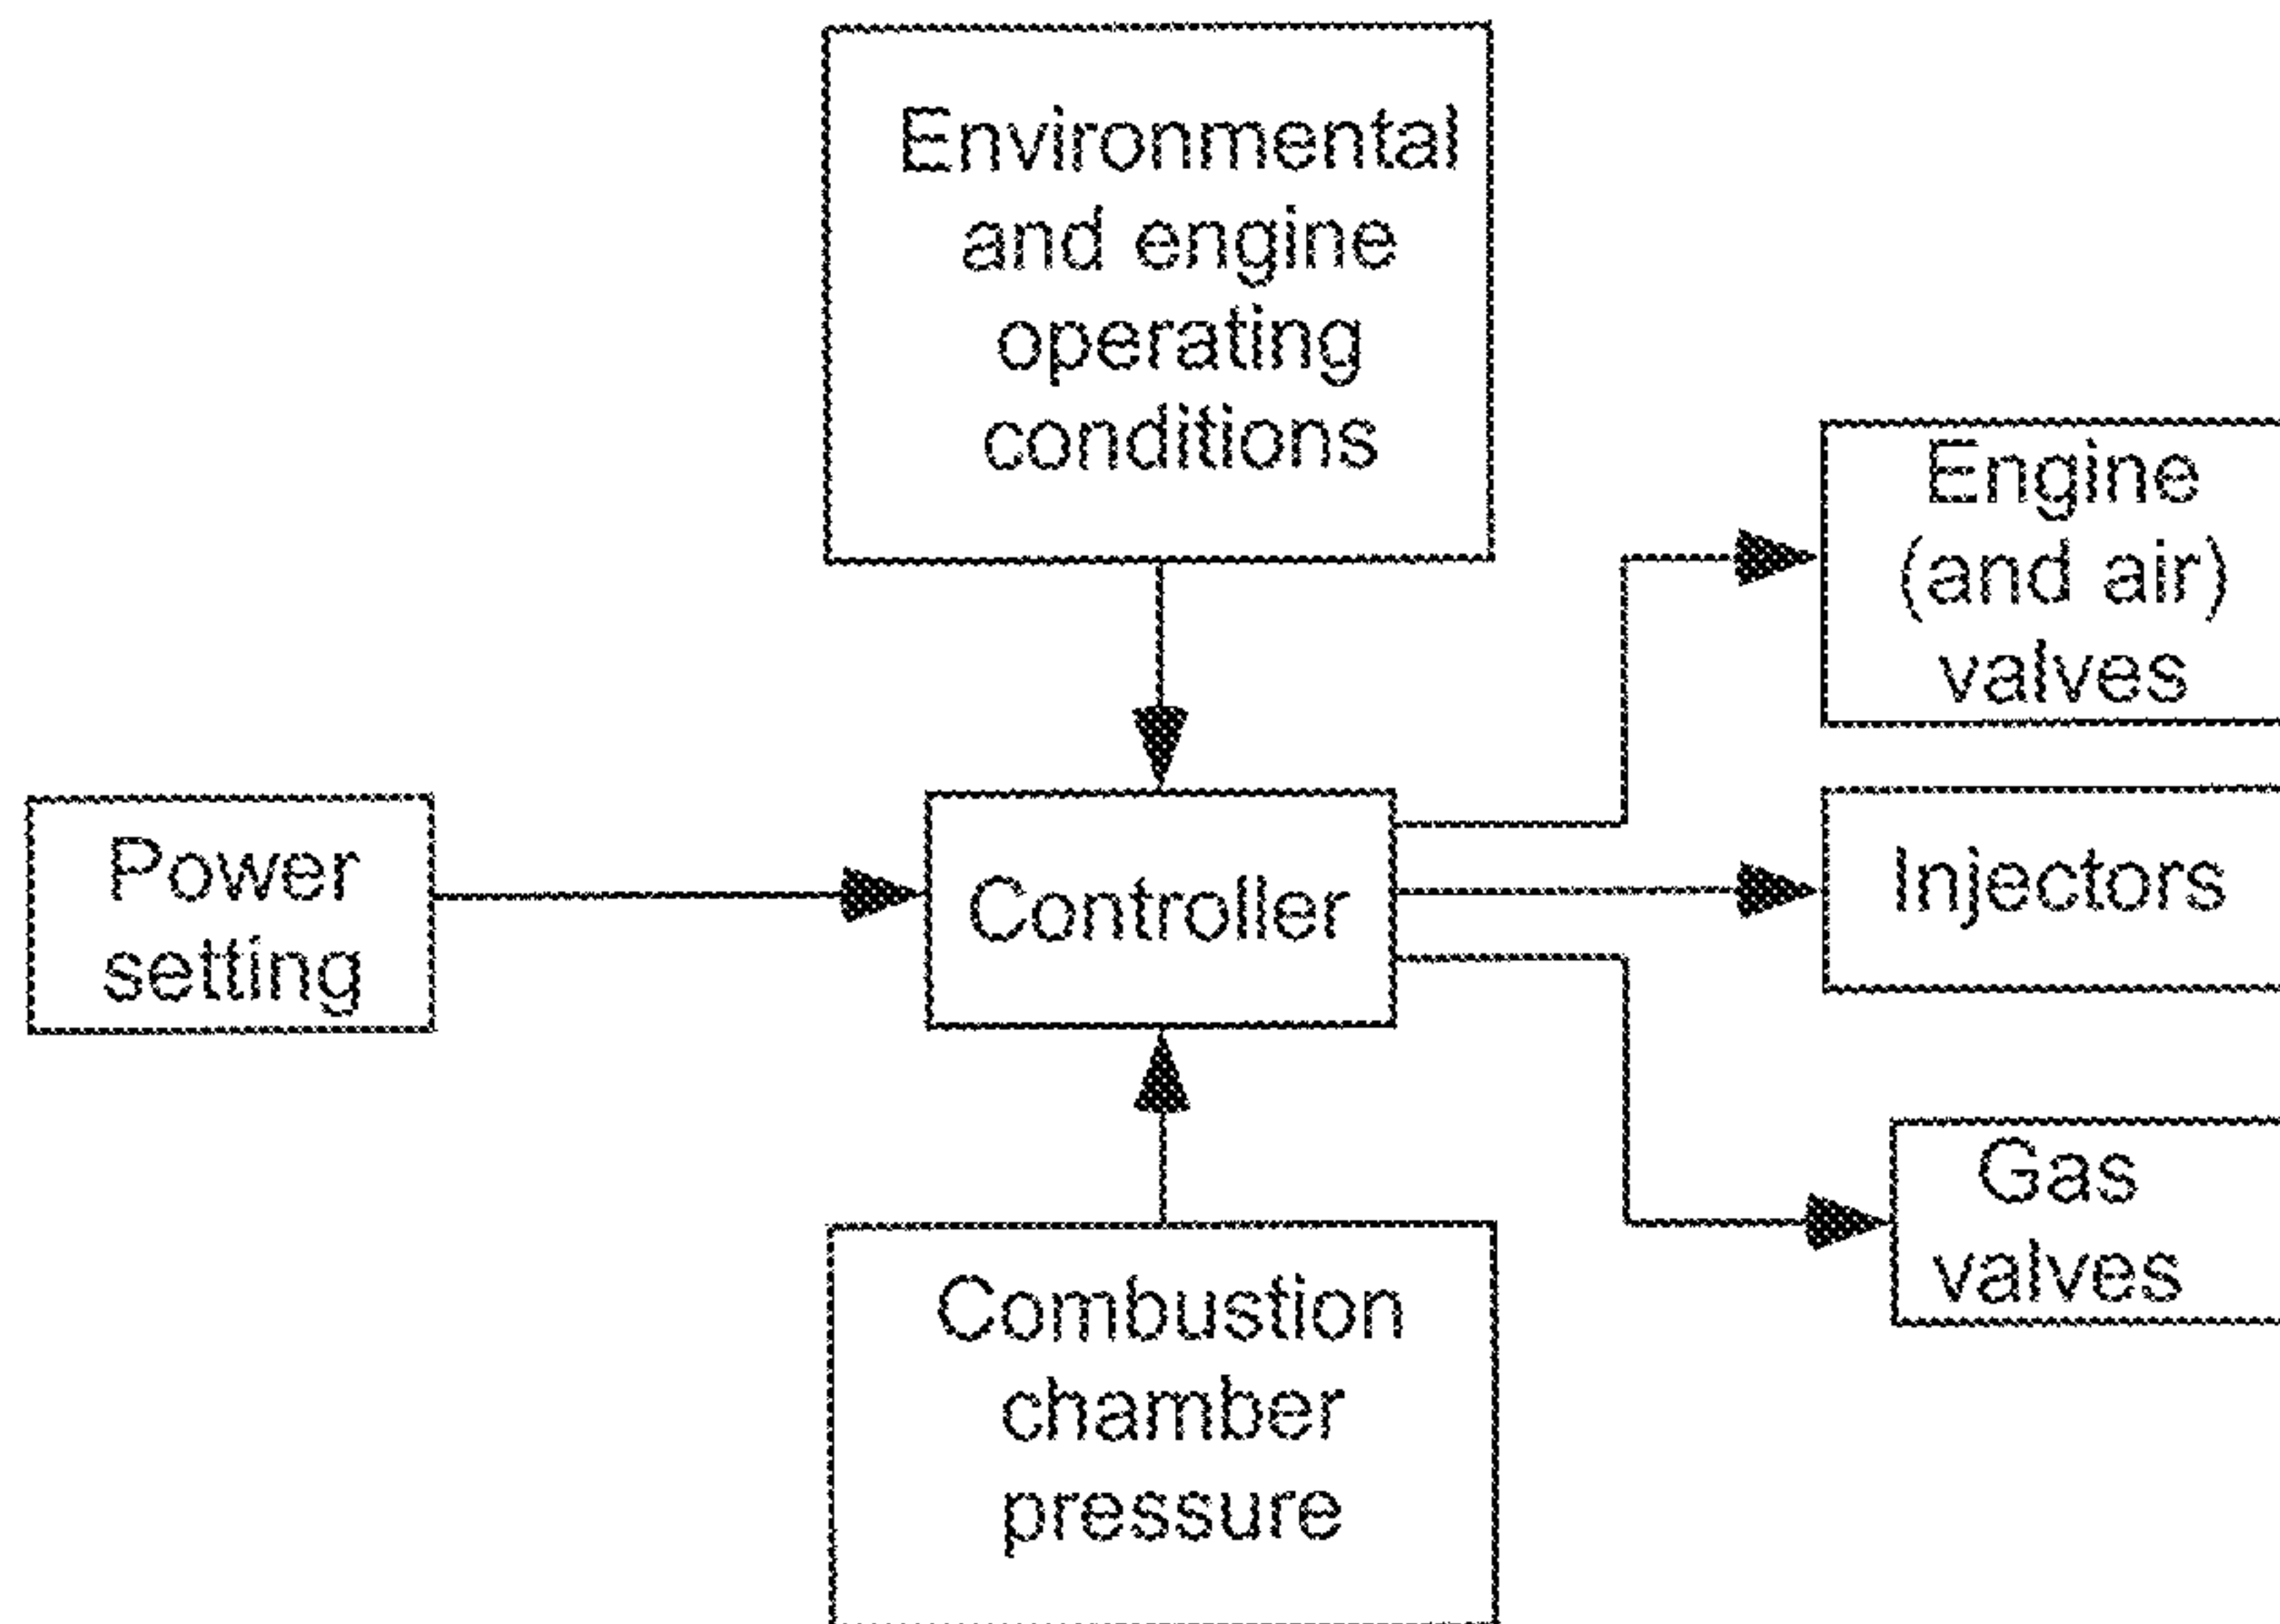 Environmental
and engine
operating
conditions
Engine
(and air)
valves
Power
setting
Controller
Injectors
Gas
valves
Combustion
chamber
pressure